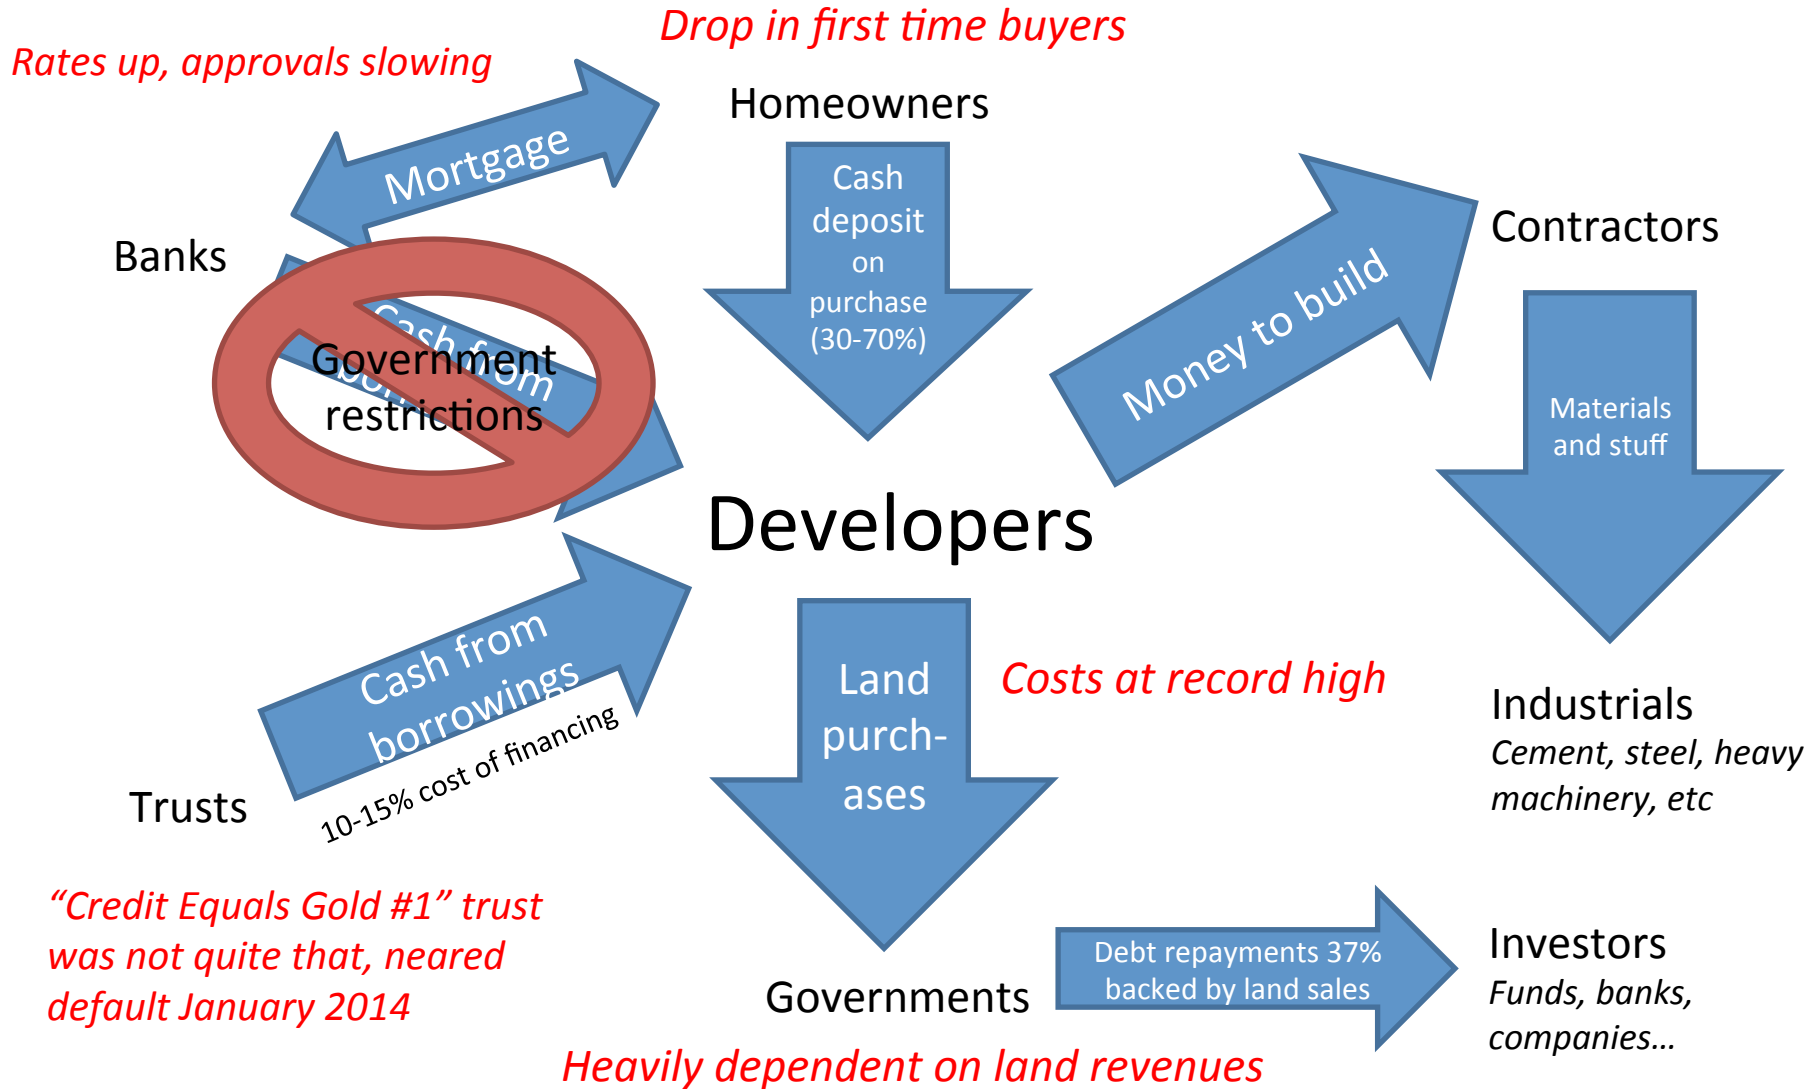 Drop in first time buyers
Rates up, approvals slowing
Homeowners
Mortgage
Cash
deposit
on
purchase
(30-70%)
Banks
Cash from
Government
restrictions
Money to build
Contractors
Materials
and stuff
Developers
Cash from
borrowings
10-15% cost of financing
Trusts
Land
purch-
ases
Costs at record high
Industrials
Cement, steel, heavy
machinery, etc
“Credit Equals Gold #1” trust
was not quite that, neared
default January 2014
Governments
Debt repayments 37%
backed by land sales
Investors
Funds, banks,
companies...
Heavily dependent on land revenues